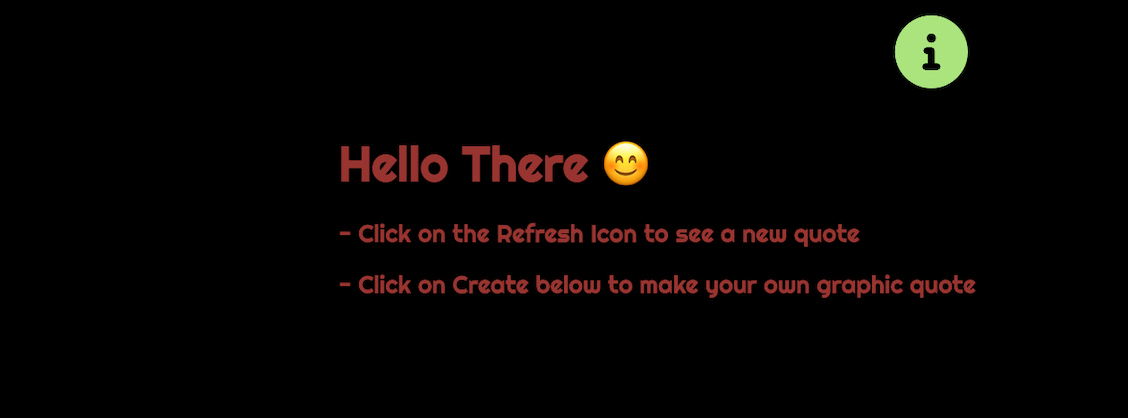 i
Hello There 😊
- Click on the Refresh Icon to see a new quote
- Click on Create below to make your own graphic quote